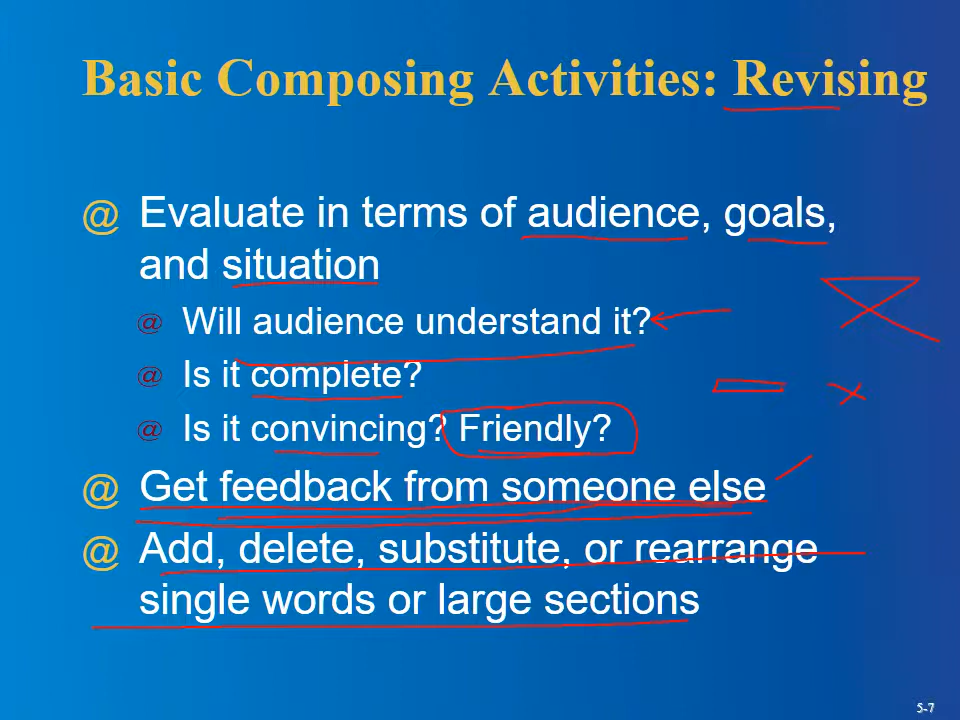 Basic Composing Activities: Revising
@ Evaluate in terms of audience, goals,
and situation
@ Will audience understand it?
@ Is it complete?
@ Is it convincing? Friendly?
@ Get feedback from someone else
@ Add, delete, substitute, or rearrange
single words or large sections
5-7